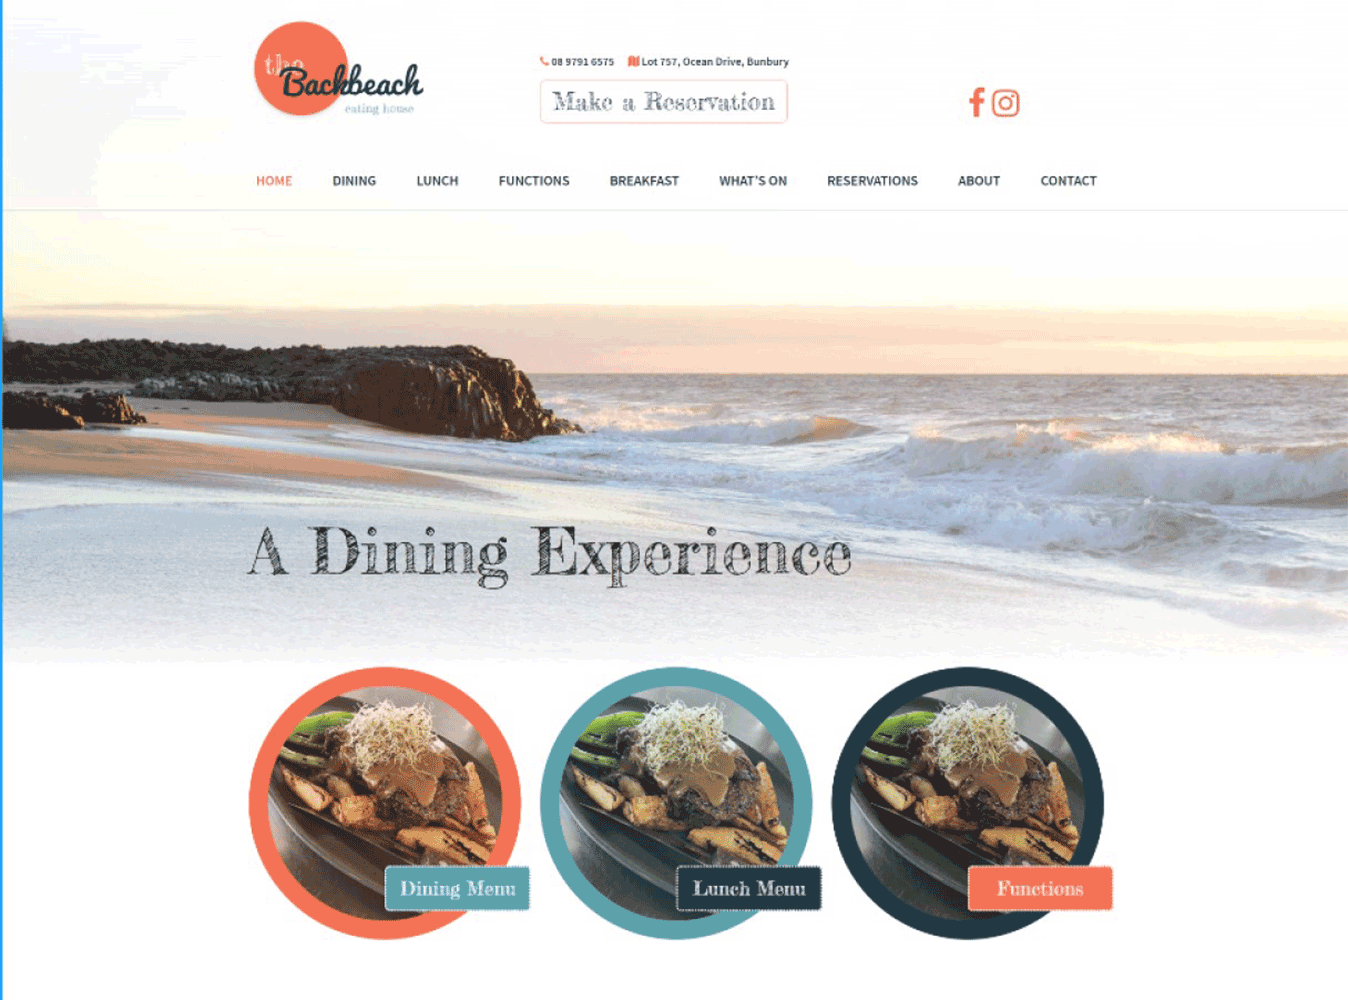 the
Backbeach
eating house
08 9791 6575 Lot 757, Ocean Drive, Bunbury
Make a Reservation
HOME DINING LUNCH FUNCTIONS BREAKFAST WHAT'S ON RESERVATIONS ABOUT CONTACT
A Dining Experience
Dining Menu
Lunch Menu
Functions